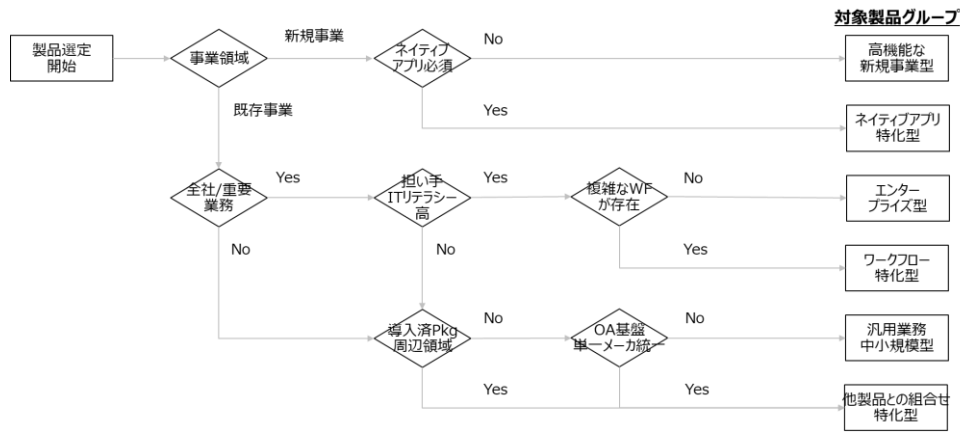 対象製品グループ
製品選定
開始
事業領域
新規事業
ネイティブ
アプリ必須
No
高機能な
新規事業型
既存事業
Yes
ネイティブアプリ
特化型
全社/重要
業務
Yes
担い手
ITリテラシー
高
Yes
複雑なWF
が存在
No
エンター
プライズ型
No
No
Yes
ワークフロー
特化型
導入済Pkg
周辺領域
No
OA基盤
単一メーカ統一
No
汎用業務
中小規模型
Yes
Yes
他製品との組合せ
特化型